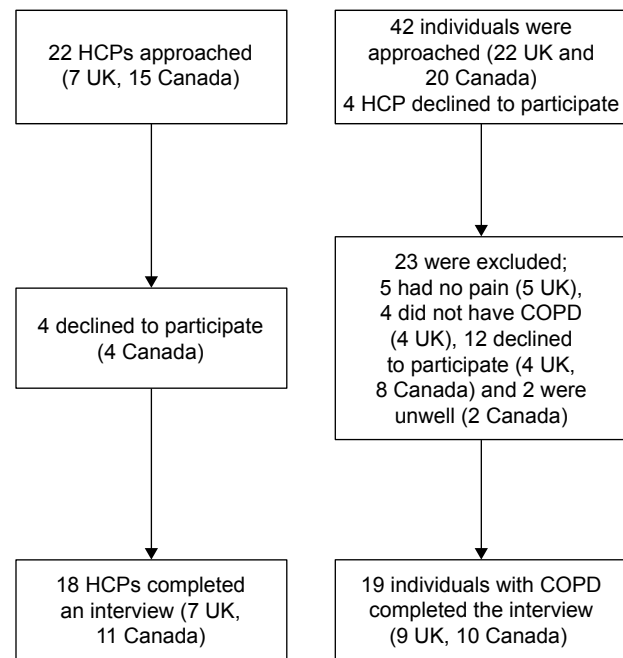 22 HCPs approached
(7 UK, 15 Canada)
4 declined to participate
(4 Canada)
18 HCPs completed
an interview (7 UK,
11 Canada)
42 individuals were
approached (22 UK and
20 Canada)
4 HCP declined to participate
23 were excluded;
5 had no pain (5 UK),
4 did not have COPD
(4 UK), 12 declined
to participate (4 UK,
8 Canada) and 2 were
unwell (2 Canada)
19 individuals with COPD
completed the interview
(9 UK, 10 Canada)